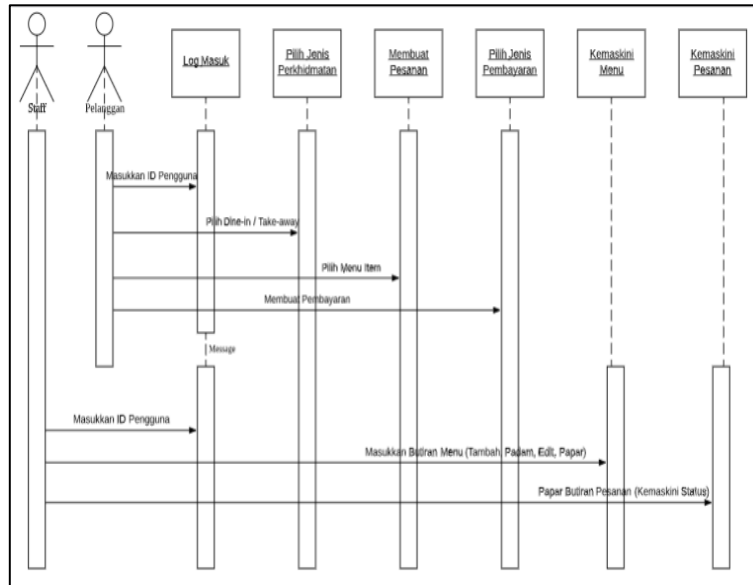 Log Masuk
Pilih Jenis
Perkhidmatan
Membuat
Pesanan
Pilih Jenis
Pembayaran
Kemaskini
Menu
Kemaskini
Pesanan
Staff
Pelanggan
Masukkan ID Pengguna
Pilih Dine-in / Take-away
Pilih Menu Item
Membuat Pembayaran
Message
Masukkan ID Pengguna
Masukkan Butiran Menu (Tambah, Padam, Edit, Papar)
Papar Butiran Pesanan (Kemaskini Status)